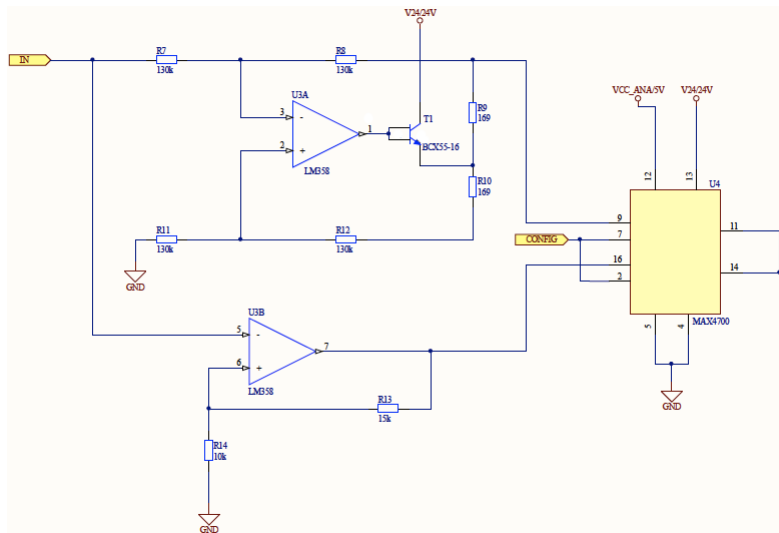 V24/24V
IN
R7
130k
R8
130k
U3A
3
-
2
+
1
LM358
T1
BCX55-16
R9
169
R10
169
R11
130k
R12
130k
GND
VCC_ANA/5V
V24/24V
12
13
U4
9
7
16
2
11
14
CONFIG
5
4
MAX4700
GND
U3B
5
-
6
+
7
LM358
R13
15k
R14
10k
GND